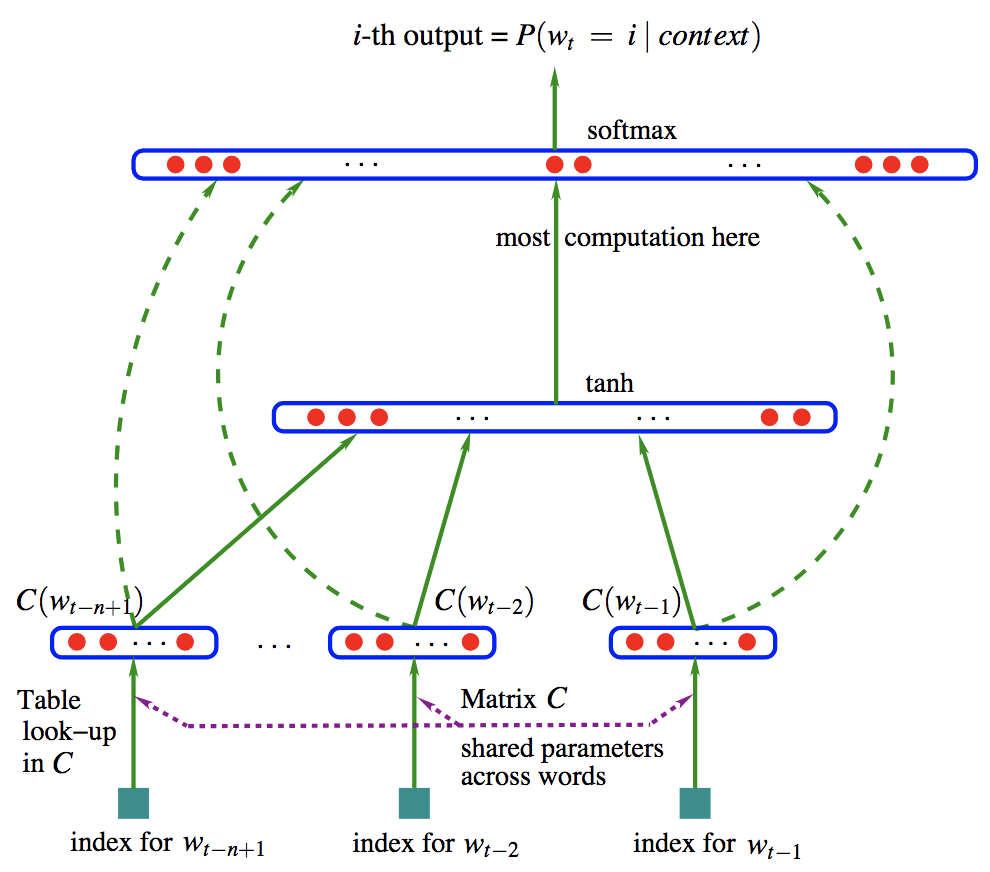 i-th output = P(w_t = i | context)
softmax
· · · · · ·
most computation here
tanh
· · · · · ·
C(w_{t−n+1}) C(w_{t−2}) C(w_{t−1})
· · · · · · · · · · · ·
Table
look−up
in C
Matrix C
shared parameters
across words
index for w_{t−n+1} index for w_{t−2} index for w_{t−1}